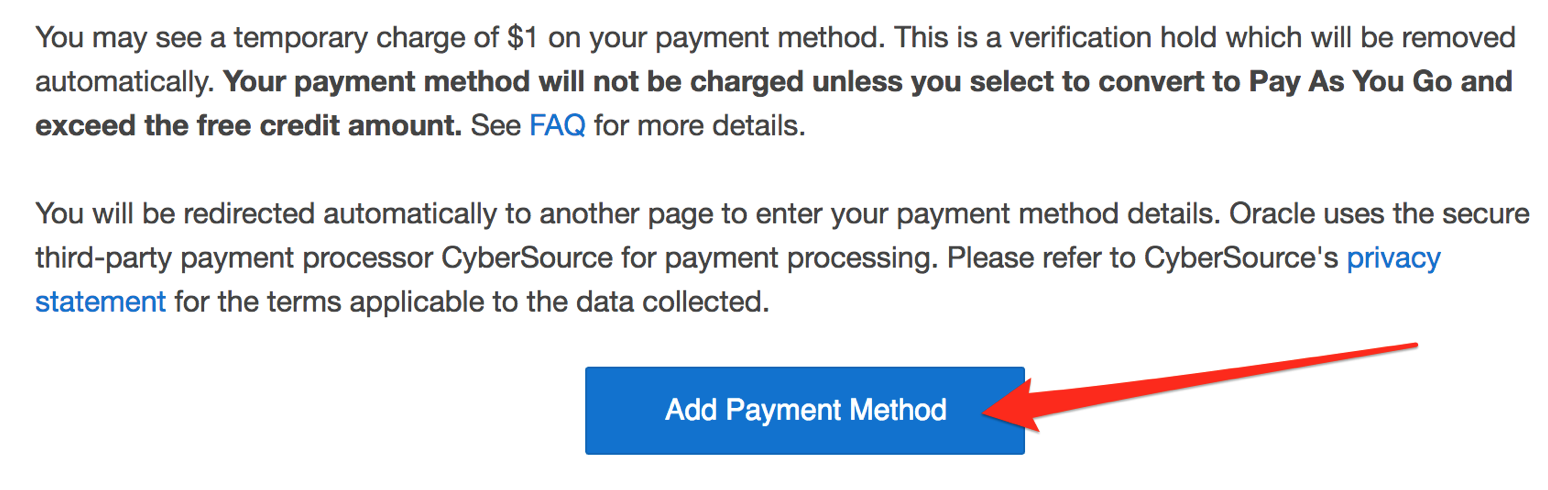 You may see a temporary charge of $1 on your payment method. This is a verification hold which will be removed
automatically. Your payment method will not be charged unless you select to convert to Pay As You Go and
exceed the free credit amount. See FAQ for more details.
You will be redirected automatically to another page to enter your payment method details. Oracle uses the secure
third-party payment processor CyberSource for payment processing. Please refer to CyberSource's privacy
statement for the terms applicable to the data collected.
Add Payment Method